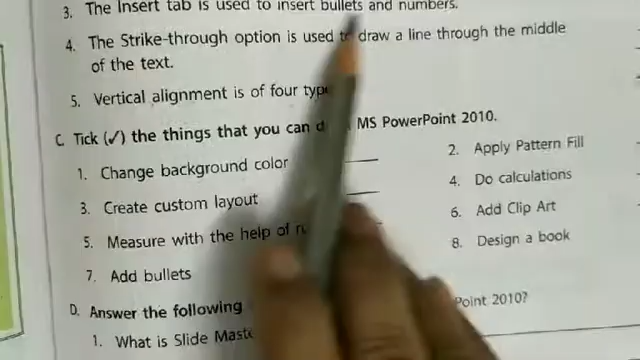 3. The Insert tab is used to insert bullets and numbers.
4. The Strike-through option is used to draw a line through the middle
of the text.
5. Vertical alignment is of four
C. Tick (✓) the things that you can MS PowerPoint 2010.
1. Change background color
2. Apply Pattern Fill
3. Create custom layout
4. Do calculations
5. Measure with the help of
6. Add Clip Art
7. Add bullets
8. Design a book
D. Answer the following Point 2010?
1. What is Slide